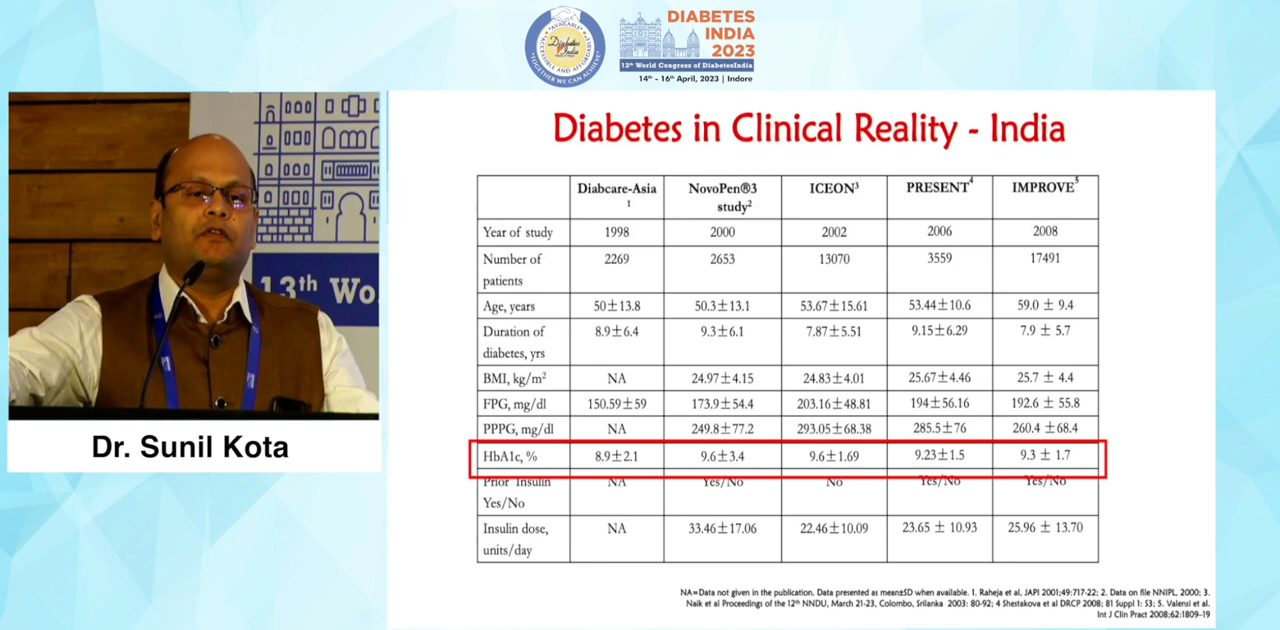 AVAILABLE
Diabetes
India
ACCESSIBLE AND AFFORDABLE
TOGETHER WE CAN ACHIEVE
DIABETES
INDIA
2023
12th World Congress of DiabetesIndia
14th - 16th April, 2023 | Indore
13th Wo
Dr. Sunil Kota
Diabetes in Clinical Reality - India
Diabcare-Asia 1 NovoPen®3 study2 ICEON3 PRESENT4 IMPROVE5
Year of study 1998 2000 2002 2006 2008
Number of patients 2269 2653 13070 3559 17491
Age, years 50±13.8 50.3±13.1 53.67±15.61 53.44±10.6 59.0 ± 9.4
Duration of diabetes, yrs 8.9±6.4 9.3±6.1 7.87±5.51 9.15±6.29 7.9 ± 5.7
BMI, kg/m2 NA 24.97±4.15 24.83±4.01 25.67±4.46 25.7 ± 4.4
FPG, mg/dl 150.59±59 173.9±54.4 203.16±48.81 194±56.16 192.6 ± 55.8
PPPG, mg/dl NA 249.8±77.2 293.05±68.38 285.5±76 260.4 ±68.4
HbA1c, % 8.9±2.1 9.6±3.4 9.6±1.69 9.23±1.5 9.3 ± 1.7
Prior Insulin Yes/No NA Yes/No No Yes/No Yes/No
Insulin dose, units/day NA 33.46±17.06 22.46±10.09 23.65 ± 10.93 25.96 ± 13.70
NA=Data not given in the publication. Data presented as mean±SD when available. 1. Raheja et al, JAPI 2001;49:717-22; 2. Data on file NNIPL, 2000; 3.
Naik et al Proceedings of the 12th NNDU, March 21-23, Colombo, Srilanka 2003: 80-92; 4 Shestakova et al DRCP 2008; 81 Suppl 1: S3; 5. Valensi et al.
Int J Clin Pract 2008;62:1809-19